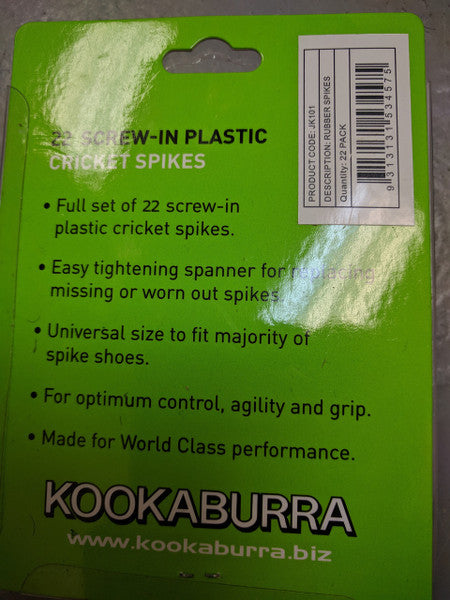 22 SCREW-IN PLASTIC
CRICKET SPIKES
• Full set of 22 screw-in
plastic cricket spikes.
• Easy tightening spanner for replacing
missing or worn out spikes.
• Universal size to fit majority of
spike shoes.
• For optimum control, agility and grip.
• Made for World Class performance.
KOOKABURRA
www.kookaburra.biz
PRODUCT CODE: JK101
DESCRIPTION: RUBBER SPIKES
Quantity: 22 PACK
9 313131 534575